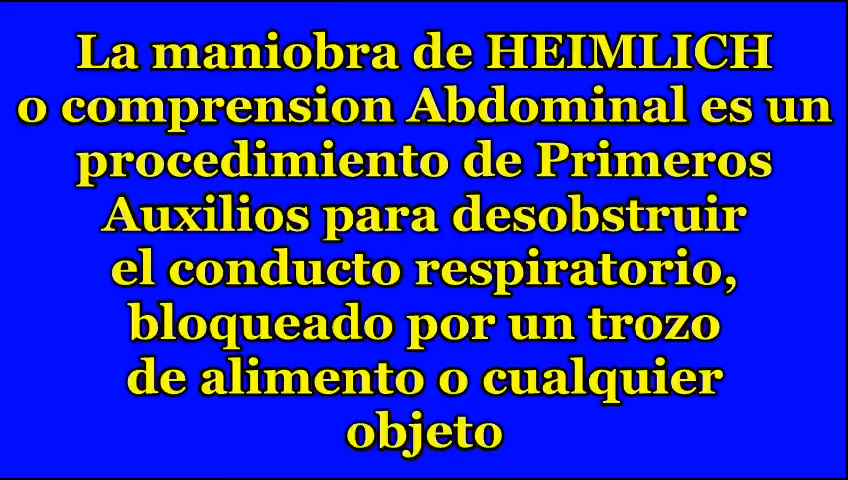 La maniobra de HEIMLICH
o comprension Abdominal es un
procedimiento de Primeros
Auxilios para desobstruir
el conducto respiratorio,
bloqueado por un trozo
de alimento o cualquier
objeto